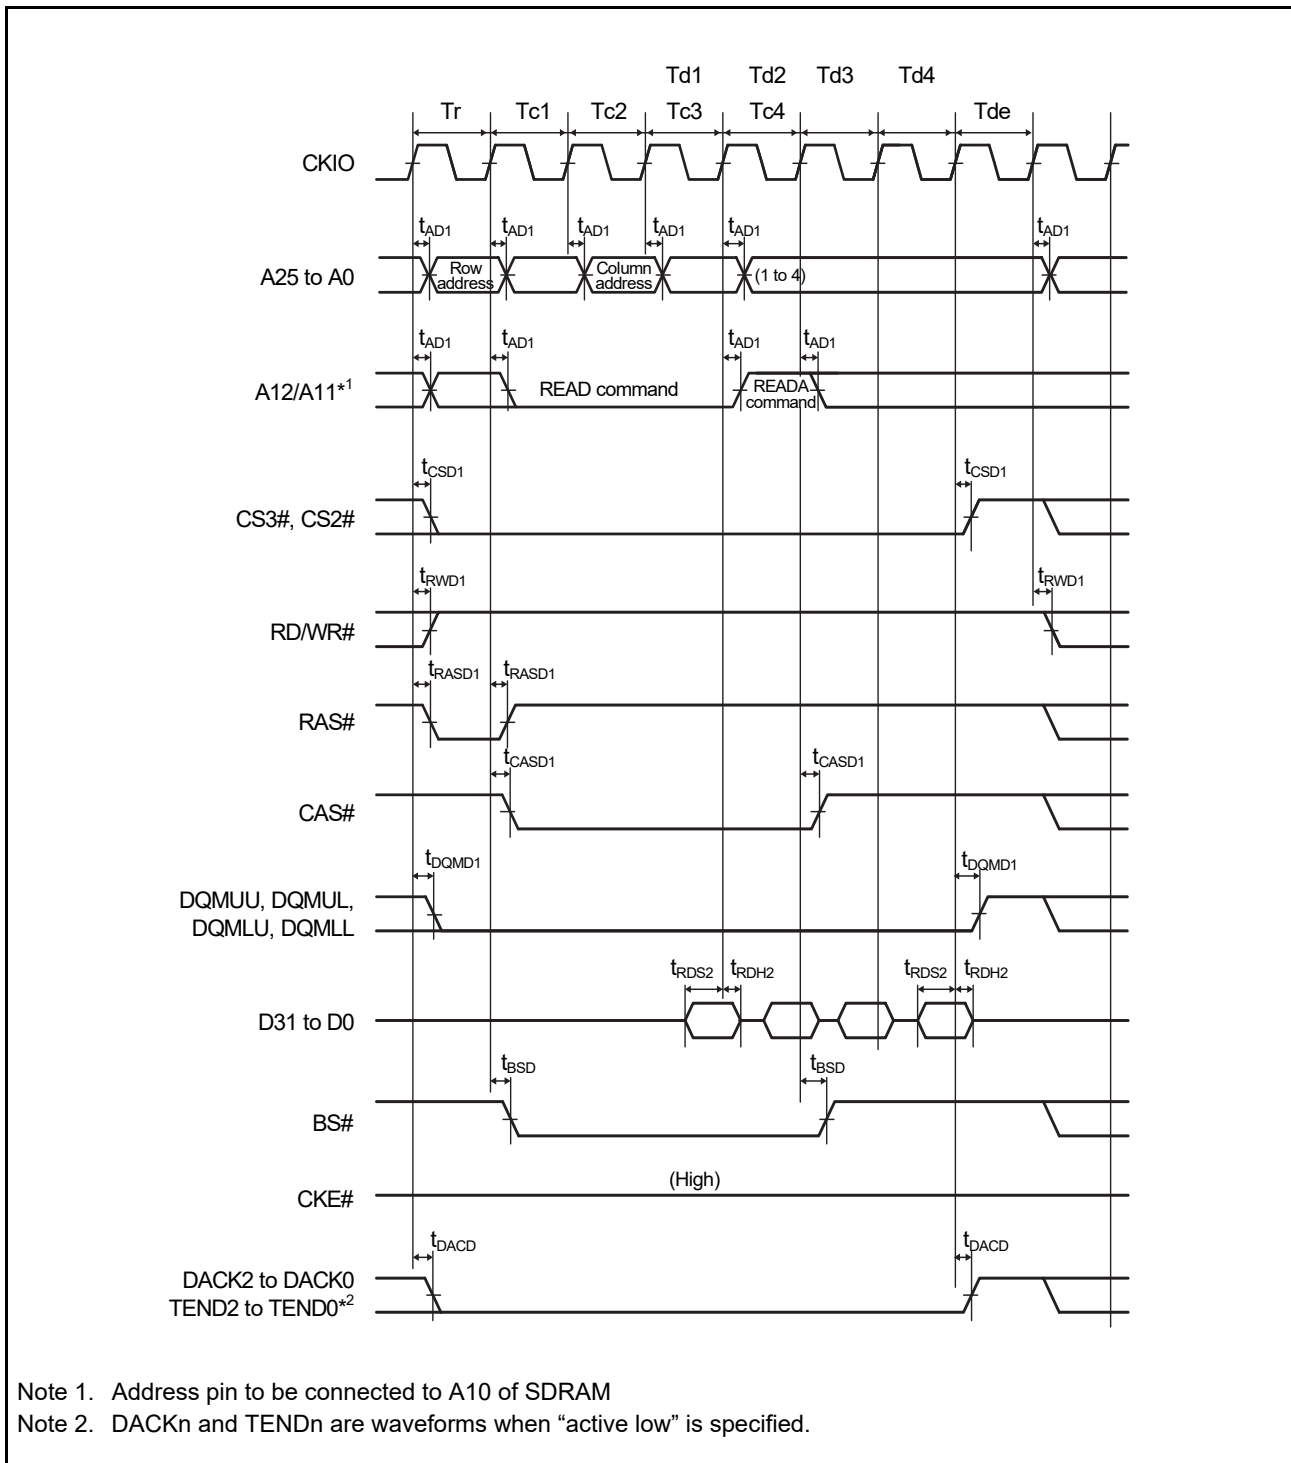 Td1 Td2 Td3 Td4
Tr Tc1 Tc2 Tc3 Tc4 Tde
CKIO
tAD1 tAD1 tAD1 tAD1 tAD1 tAD1
A25 to A0 Row address Column address (1 to 4)
tAD1 tAD1 tAD1 tAD1
A12/A11*1 READ command READA command
tCSD1 tCSD1
CS3#, CS2#
tRWD1 tRWD1
RD/WR#
tRASD1 tRASD1
RAS#
tCASD1 tCASD1
CAS#
tDQMD1 tDQMD1
DQMUU, DQMUL,
DQMLU, DQMLL
tRDS2 tRDH2 tRDS2 tRDH2
D31 to D0
tBSD tBSD
BS#
(High)
CKE#
tDACD tDACD
DACK2 to DACK0
TEND2 to TEND0*2
Note 1. Address pin to be connected to A10 of SDRAM
Note 2. DACKn and TENDn are waveforms when “active low” is specified.